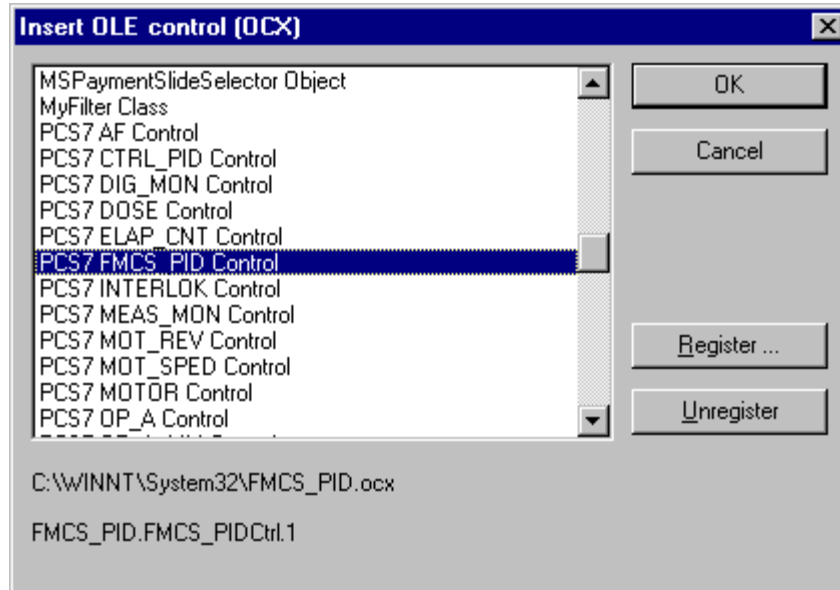 Insert OLE control (OCX)
MSPaymentSlideSelector Object
MyFilter Class
PCS7 AF Control
PCS7 CTRL_PID Control
PCS7 DIG_MON Control
PCS7 DOSE Control
PCS7 ELAP_CNT Control
PCS7 FMCS_PID Control
PCS7 INTERLOK Control
PCS7 MEAS_MON Control
PCS7 MOT_REV Control
PCS7 MOT_SPED Control
PCS7 MOTOR Control
PCS7 OP_A Control
OK
Cancel
Register ...
Unregister
C:\WINNT\System32\FMCS_PID.ocx
FMCS_PID.FMCS_PIDCtrl.1